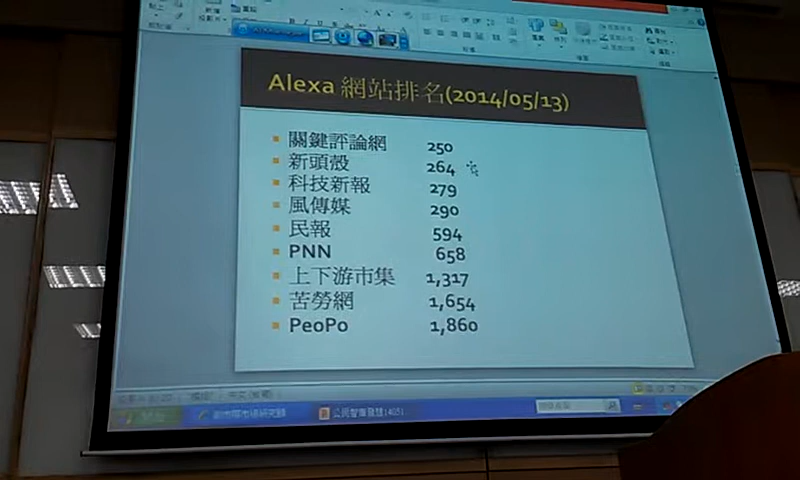 Alexa 網站排名(2014/05/13)
關鍵評論網 250
新頭殼 264
科技新報 279
風傳媒 290
民報 594
PNN 658
上下游市集 1,317
苦勞網 1,654
PeoPo 1,860